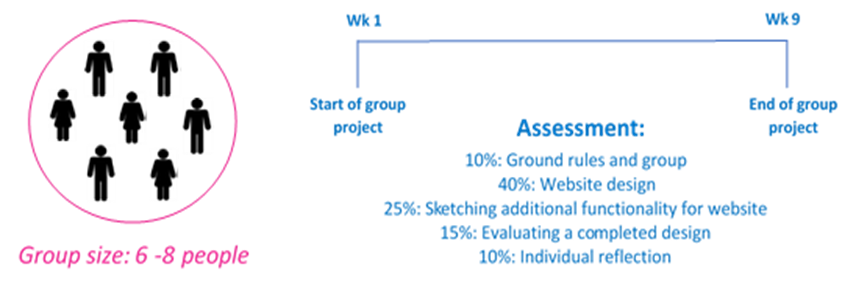 Wk 1
Wk 9
Start of group
project
End of group
project
Assessment:
10%: Ground rules and group
40%: Website design
25%: Sketching additional functionality for website
15%: Evaluating a completed design
10%: Individual reflection
Group size: 6 -8 people